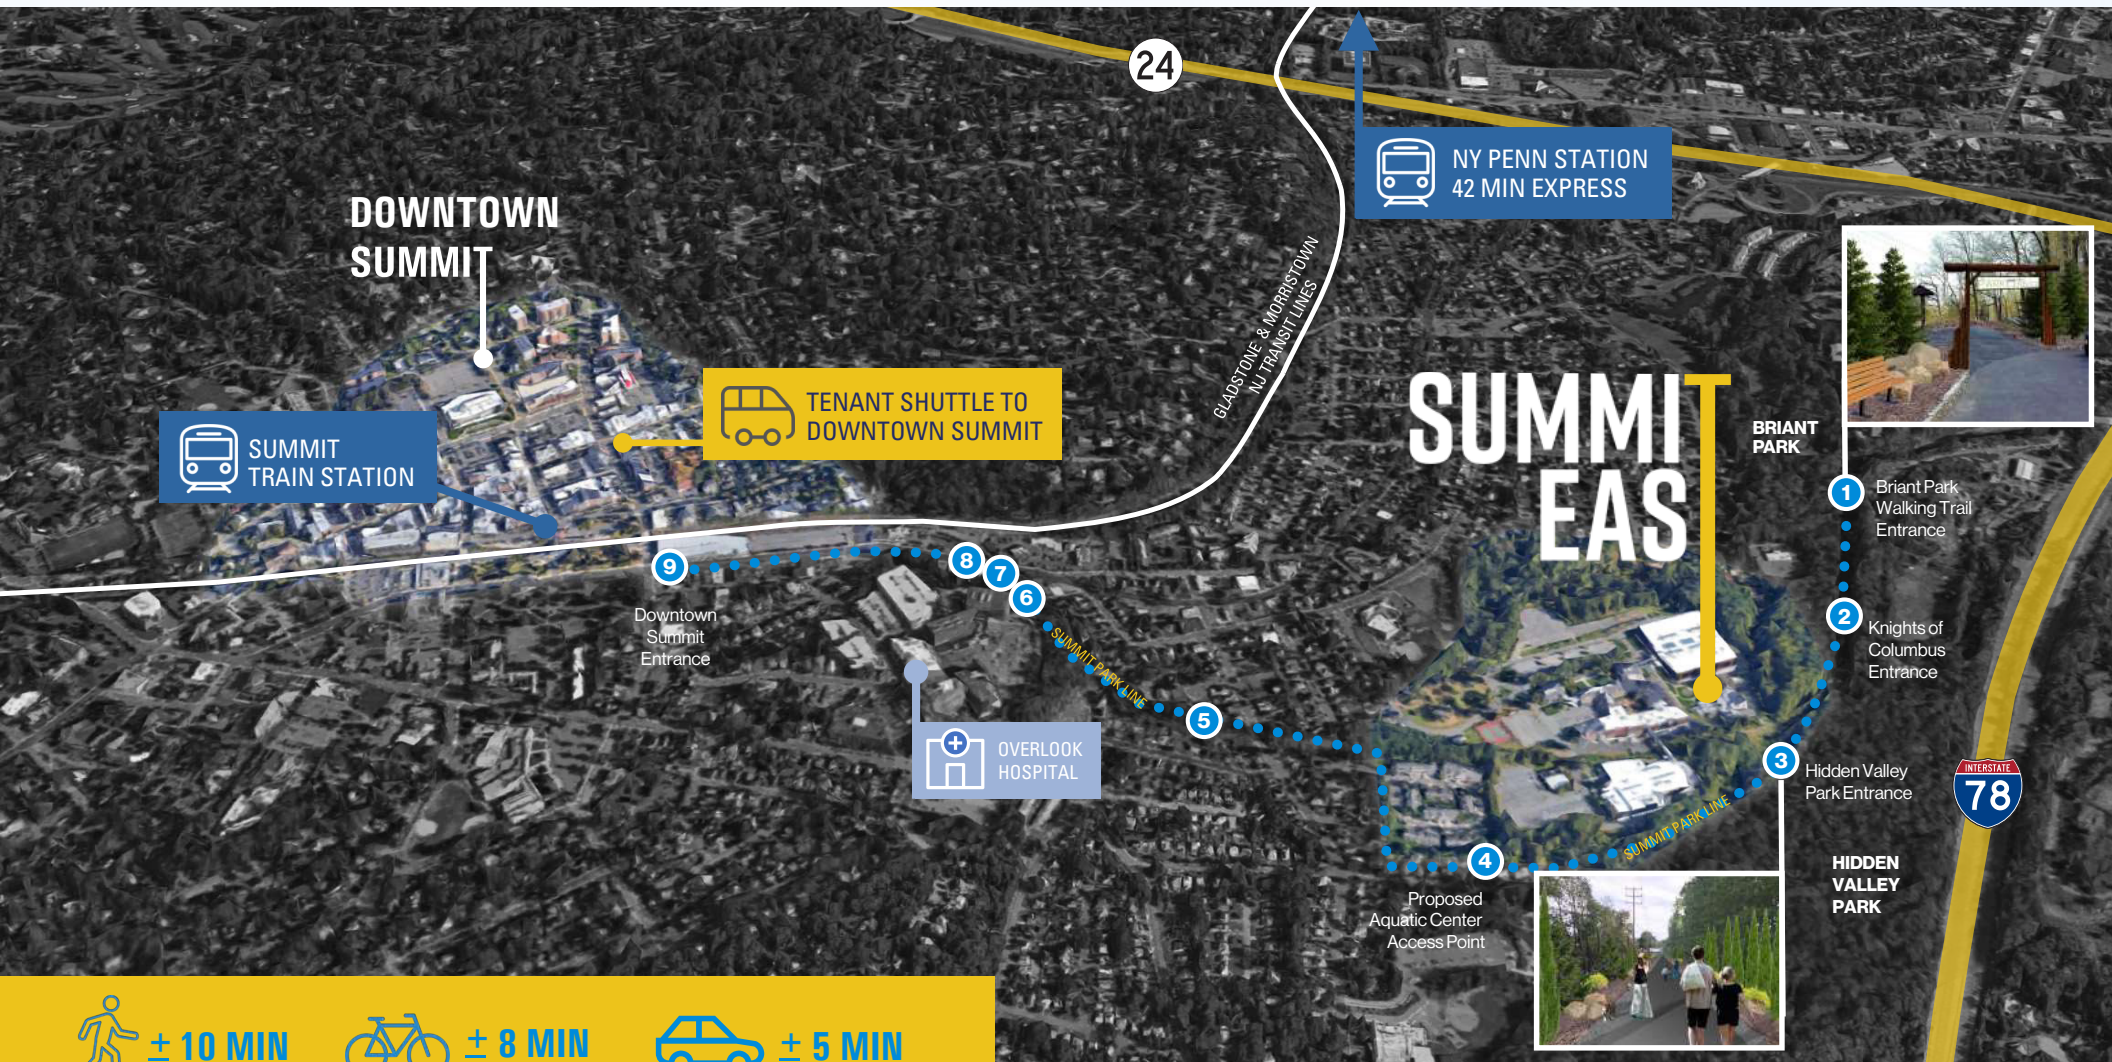 24
NY PENN STATION
42 MIN EXPRESS
DOWNTOWN
SUMMIT
GLADSTONE & MORRISTOWN
NJ TRANSIT LINES
TENANT SHUTTLE TO
DOWNTOWN SUMMIT
SUMMIT
TRAIN STATION
SUMMIT
EAS
BRIANT
PARK
1
Briant Park
Walking Trail
Entrance
2
Knights of
Columbus
Entrance
3
Hidden Valley
Park Entrance
INTERSTATE
78
HIDDEN
VALLEY
PARK
9
Downtown
Summit
Entrance
8
7
6
SUMMIT PARK LINE
5
OVERLOOK
HOSPITAL
SUMMIT PARK LINE
4
Proposed
Aquatic Center
Access Point
± 10 MIN
± 8 MIN
± 5 MIN